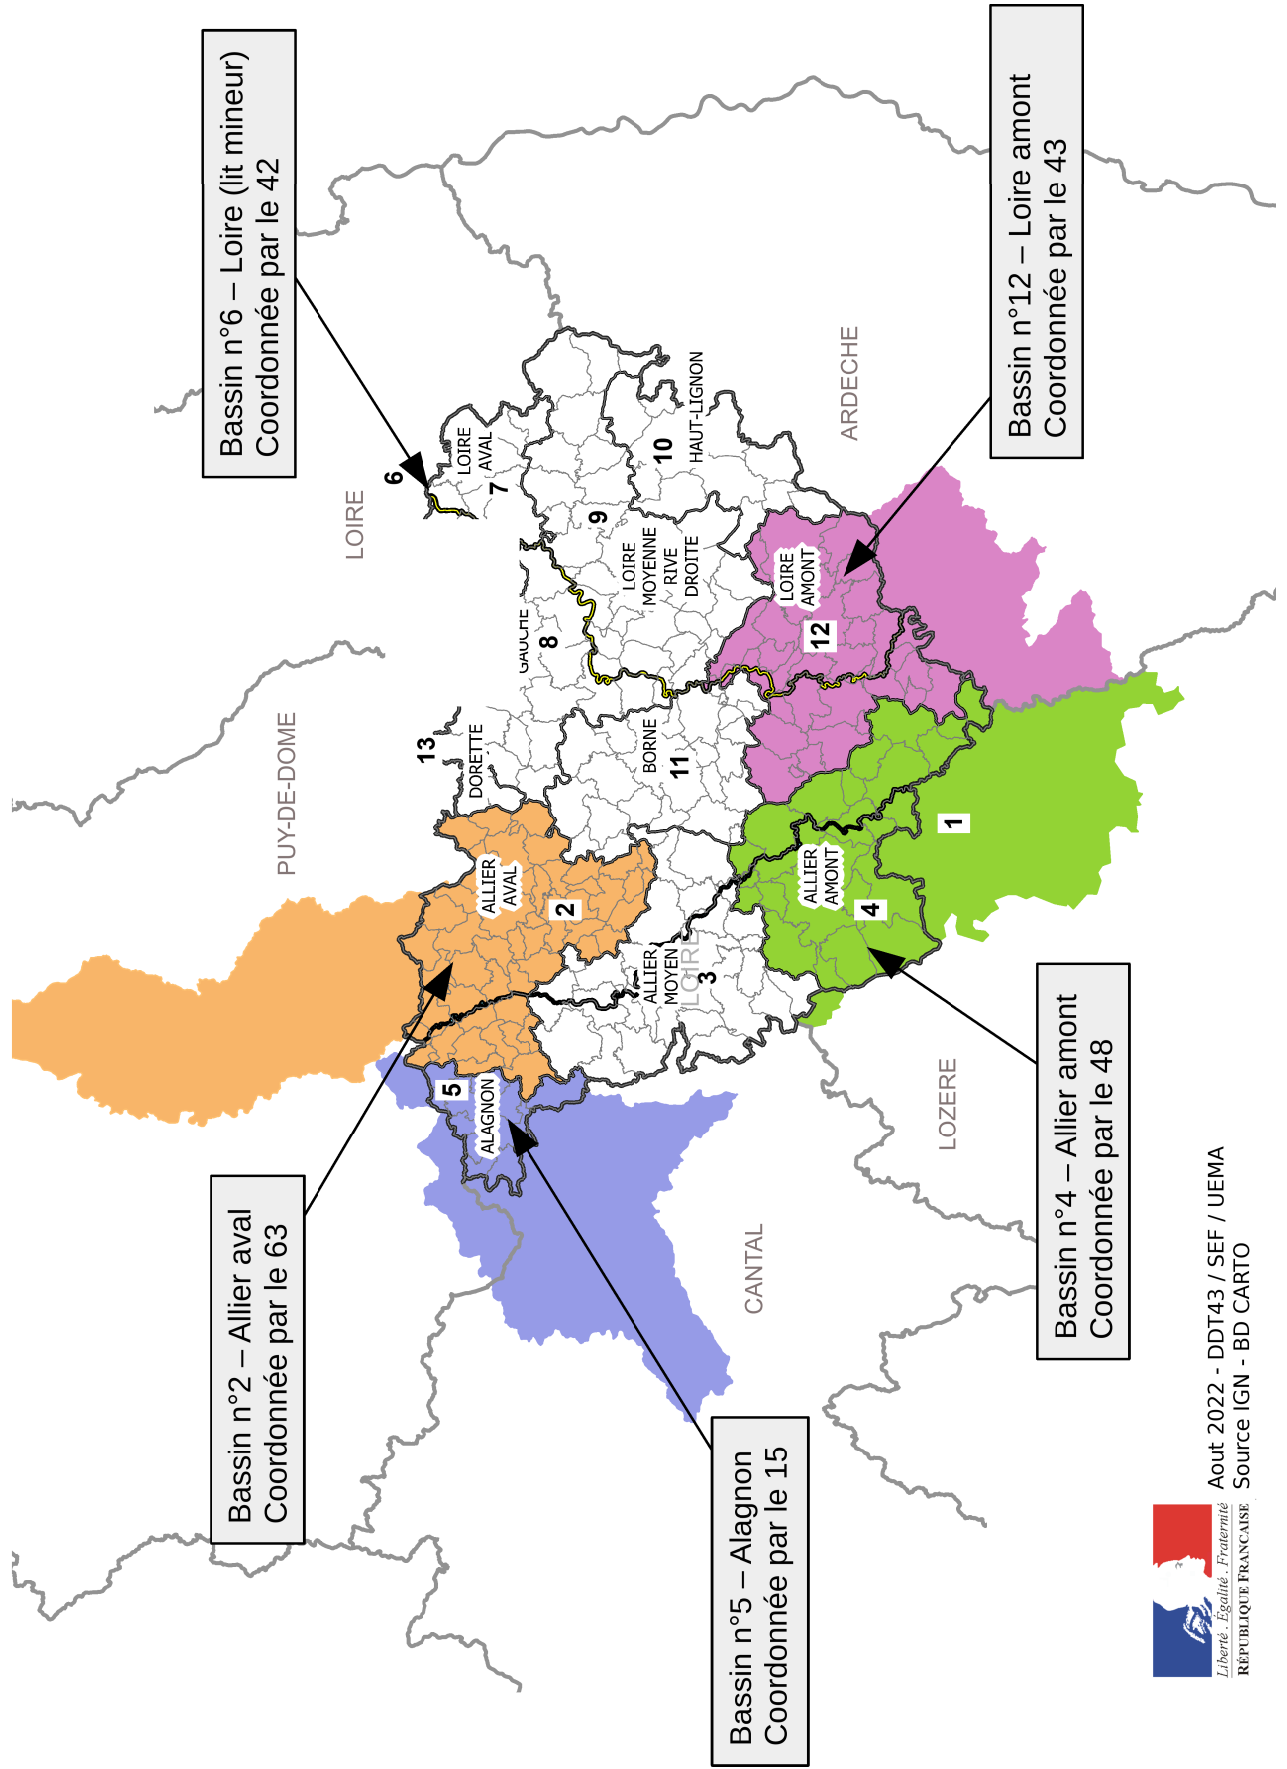 Bassin n°2 – Allier aval
Coordonnée par le 63
Bassin n°6 – Loire (lit mineur)
Coordonnée par le 42
Bassin n°5 – Alagnon
Coordonnée par le 15
Bassin n°4 – Allier amont
Coordonnée par le 48
Bassin n°12 – Loire amont
Coordonnée par le 43
PUY-DE-DOME
LOIRE
ARDECHE
LOZERE
CANTAL
LOIRE
5
ALAGNON
ALLIER
AVAL
2
13
DORETTE
GAUCHE
8
6
LOIRE
AVAL
7
9
LOIRE
MOYENNE
RIVE
DROITE
10
HAUT-LIGNON
BORNE
11
ALLIER
MOYEN
3
LOIRE
AMONT
12
ALLIER
AMONT
4
1
Liberté . Égalité . Fraternité
RÉPUBLIQUE FRANÇAISE
Aout 2022 - DDT43 / SEF / UEMA
Source IGN - BD CARTO